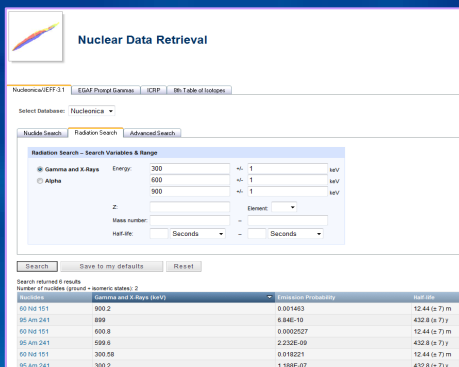 Nuclear Data Retrieval
Nucleonica/JEFF-3.1 EGAF Prompt Gammas ICRP 8th Table of Isotopes
Select Database: Nucleonica
Nuclide Search Radiation Search Advanced Search
Radiation Search – Search Variables & Range
Gamma and X-Rays Energy: 300 +/- 1 keV
Alpha 600 +/- 1 keV
900 +/- 1 keV
Z: Element:
Mass number: –
Half-life: Seconds – Seconds
Search Save to my defaults Reset
Search returned 6 results
Number of nuclides (ground + isomeric states): 2
Nuclides Gamma and X-Rays (keV) Emission Probability Half-life
60 Nd 151 900.2 0.001463 12.44 (± 7) m
95 Am 241 899 6.84E-10 432.8 (± 7) y
60 Nd 151 600.8 0.0002527 12.44 (± 7) m
95 Am 241 599.6 2.232E-09 432.8 (± 7) y
60 Nd 151 300.58 0.018221 12.44 (± 7) m
95 Am 241 300.2 1.188E-07 432.8 (± 7) y